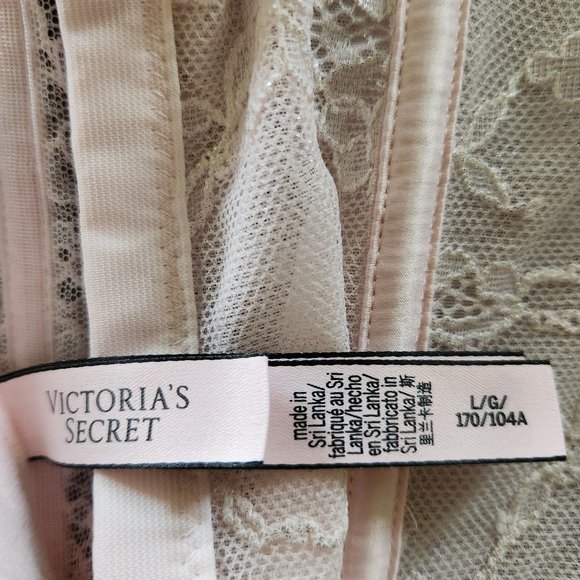 VICTORIA'S
SECRET
made in
Sri Lanka/
fabriqué au Sri
Lanka/hecho
en Sri Lanka/
fabbricato in
Sri Lanka/ 斯
里兰卡制造
L/G/
170/104A